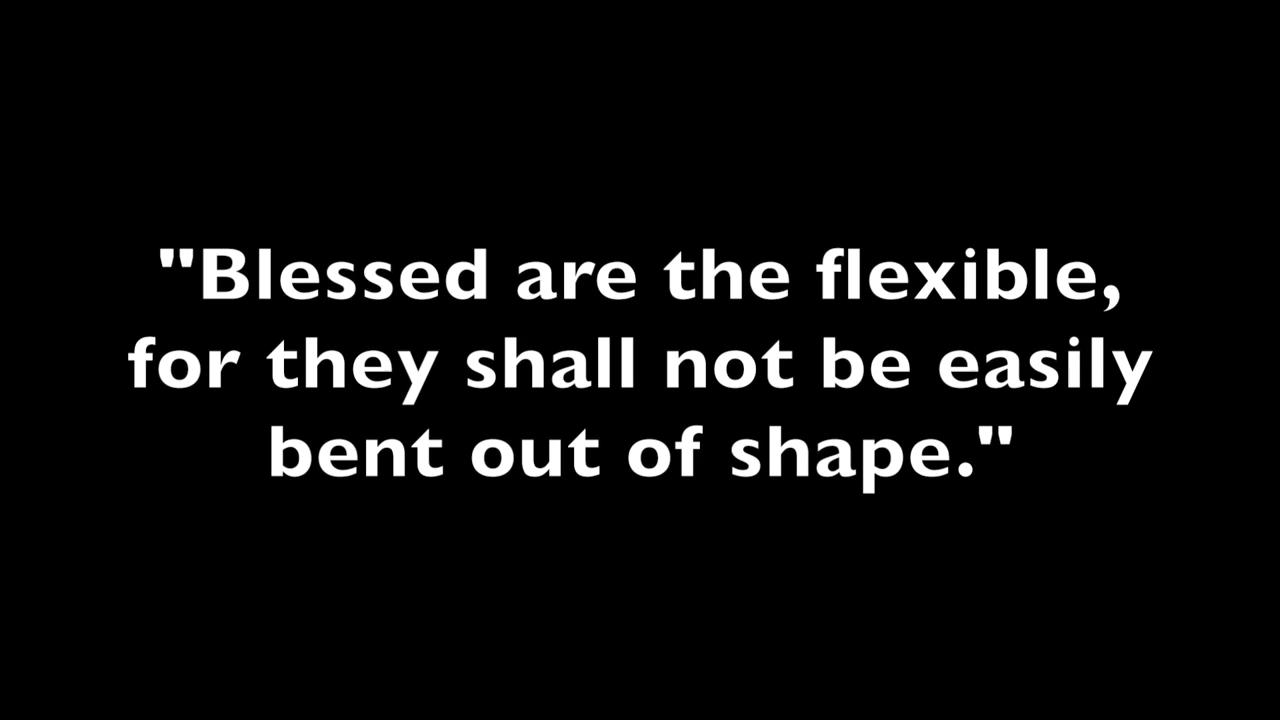 "Blessed are the flexible,
for they shall not be easily
bent out of shape."